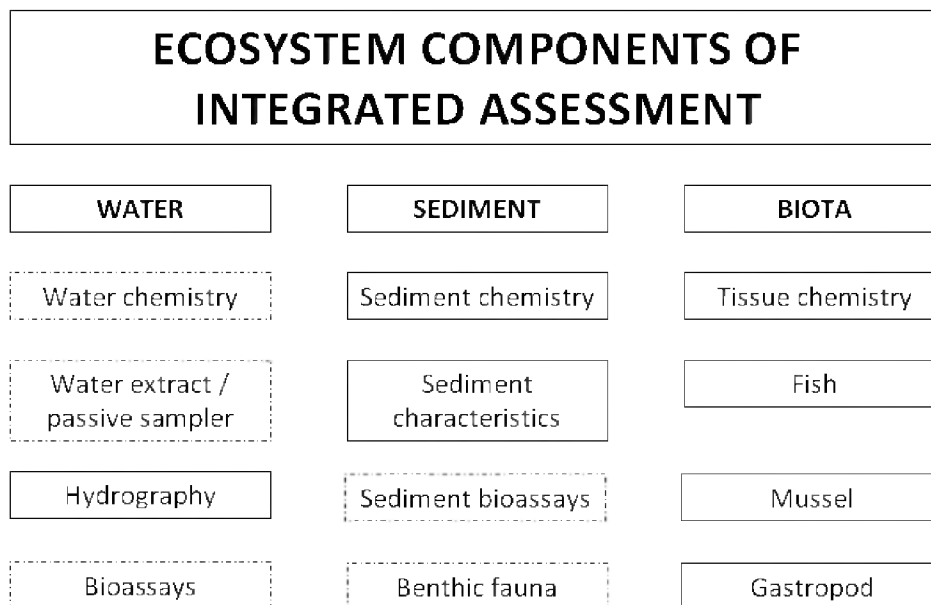 ECOSYSTEM COMPONENTS OF
INTEGRATED ASSESSMENT
WATER
SEDIMENT
BIOTA
Water chemistry
Sediment chemistry
Tissue chemistry
Water extract /
passive sampler
Sediment
characteristics
Fish
Hydrography
Sediment bioassays
Mussel
Bioassays
Benthic fauna
Gastropod